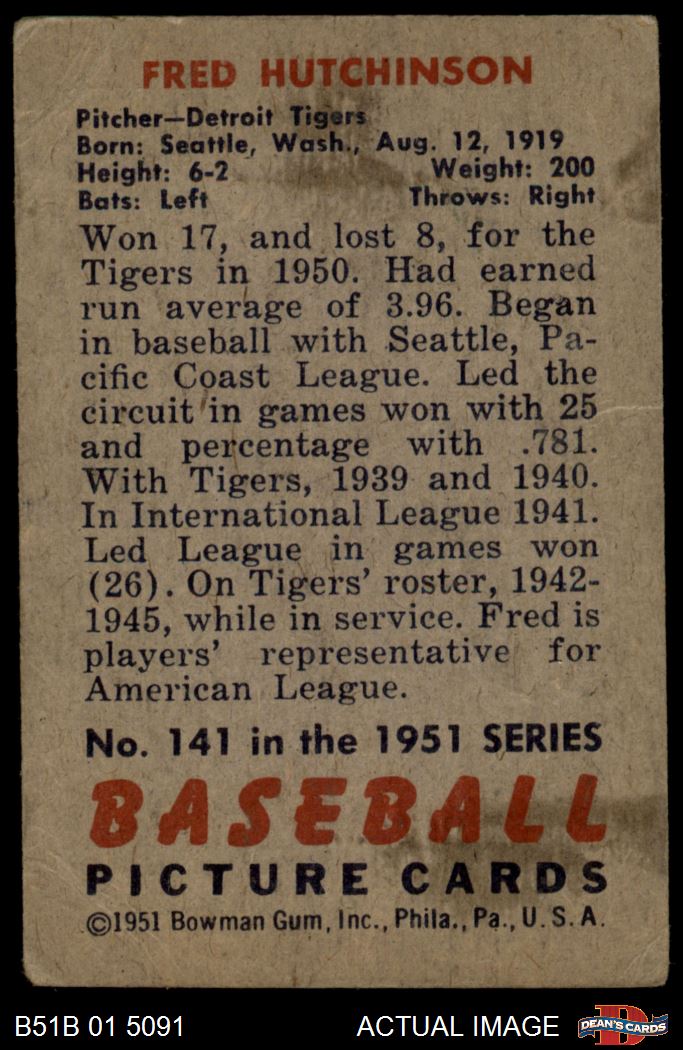 FRED HUTCHINSON
Pitcher—Detroit Tigers
Born: Seattle, Wash., Aug. 12, 1919
Height: 6-2 Weight: 200
Bats: Left Throws: Right
Won 17, and lost 8, for the
Tigers in 1950. Had earned
run average of 3.96. Began
in baseball with Seattle, Pa-
cific Coast League. Led the
circuit in games won with 25
and percentage with .781.
With Tigers, 1939 and 1940.
In International League 1941.
Led League in games won
(26). On Tigers' roster, 1942-
1945, while in service. Fred is
players' representative for
American League.
No. 141 in the 1951 SERIES
BASEBALL
PICTURE CARDS
©1951 Bowman Gum, Inc., Phila., Pa., U. S. A.
B51B 01 5091 ACTUAL IMAGE D DEAN'S CARDS